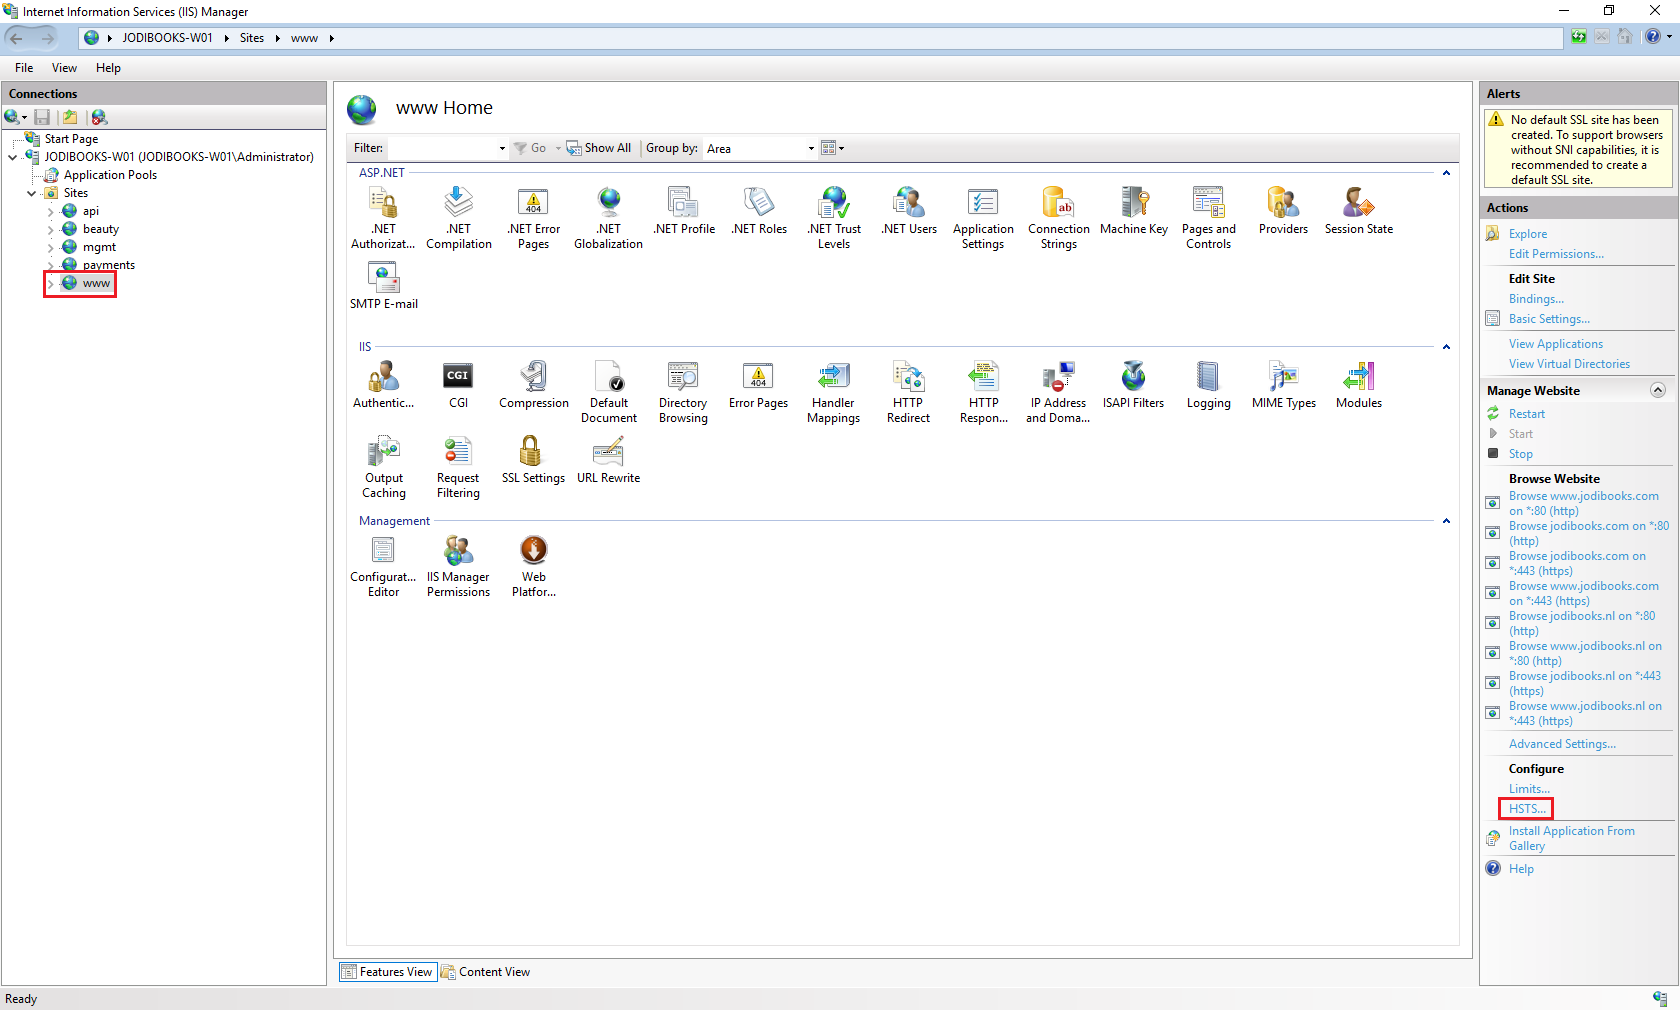 Internet Information Services (IIS) Manager
JODIBOOKS-W01 Sites www
File View Help
Connections
Start Page
JODIBOOKS-W01 (JODIBOOKS-W01\Administrator)
Application Pools
Sites
api
beauty
mgmt
payments
www
www Home
Filter: Go Show All Group by: Area
ASP.NET
.NET Authorizat...
.NET Compilation
.NET Error Pages
.NET Globalization
.NET Profile
.NET Roles
.NET Trust Levels
.NET Users
Application Settings
Connection Strings
Machine Key
Pages and Controls
Providers
Session State
SMTP E-mail
IIS
Authentic...
CGI
Compression
Default Document
Directory Browsing
Error Pages
Handler Mappings
HTTP Redirect
HTTP Respon...
IP Address and Doma...
ISAPI Filters
Logging
MIME Types
Modules
Output Caching
Request Filtering
SSL Settings
URL Rewrite
Management
Configurat... Editor
IIS Manager Permissions
Web Platfor...
Features View Content View
Alerts
No default SSL site has been
created. To support browsers
without SNI capabilities, it is
recommended to create a
default SSL site.
Actions
Explore
Edit Permissions...
Edit Site
Bindings...
Basic Settings...
View Applications
View Virtual Directories
Manage Website
Restart
Start
Stop
Browse Website
Browse www.jodibooks.com
on *:80 (http)
Browse jodibooks.com on *:80
(http)
Browse jodibooks.com on
*:443 (https)
Browse www.jodibooks.com
on *:443 (https)
Browse jodibooks.nl on *:80
(http)
Browse www.jodibooks.nl on
*:80 (http)
Browse jodibooks.nl on *:443
(https)
Browse www.jodibooks.nl on
*:443 (https)
Advanced Settings...
Configure
Limits...
HSTS...
Install Application From
Gallery
Help
Ready